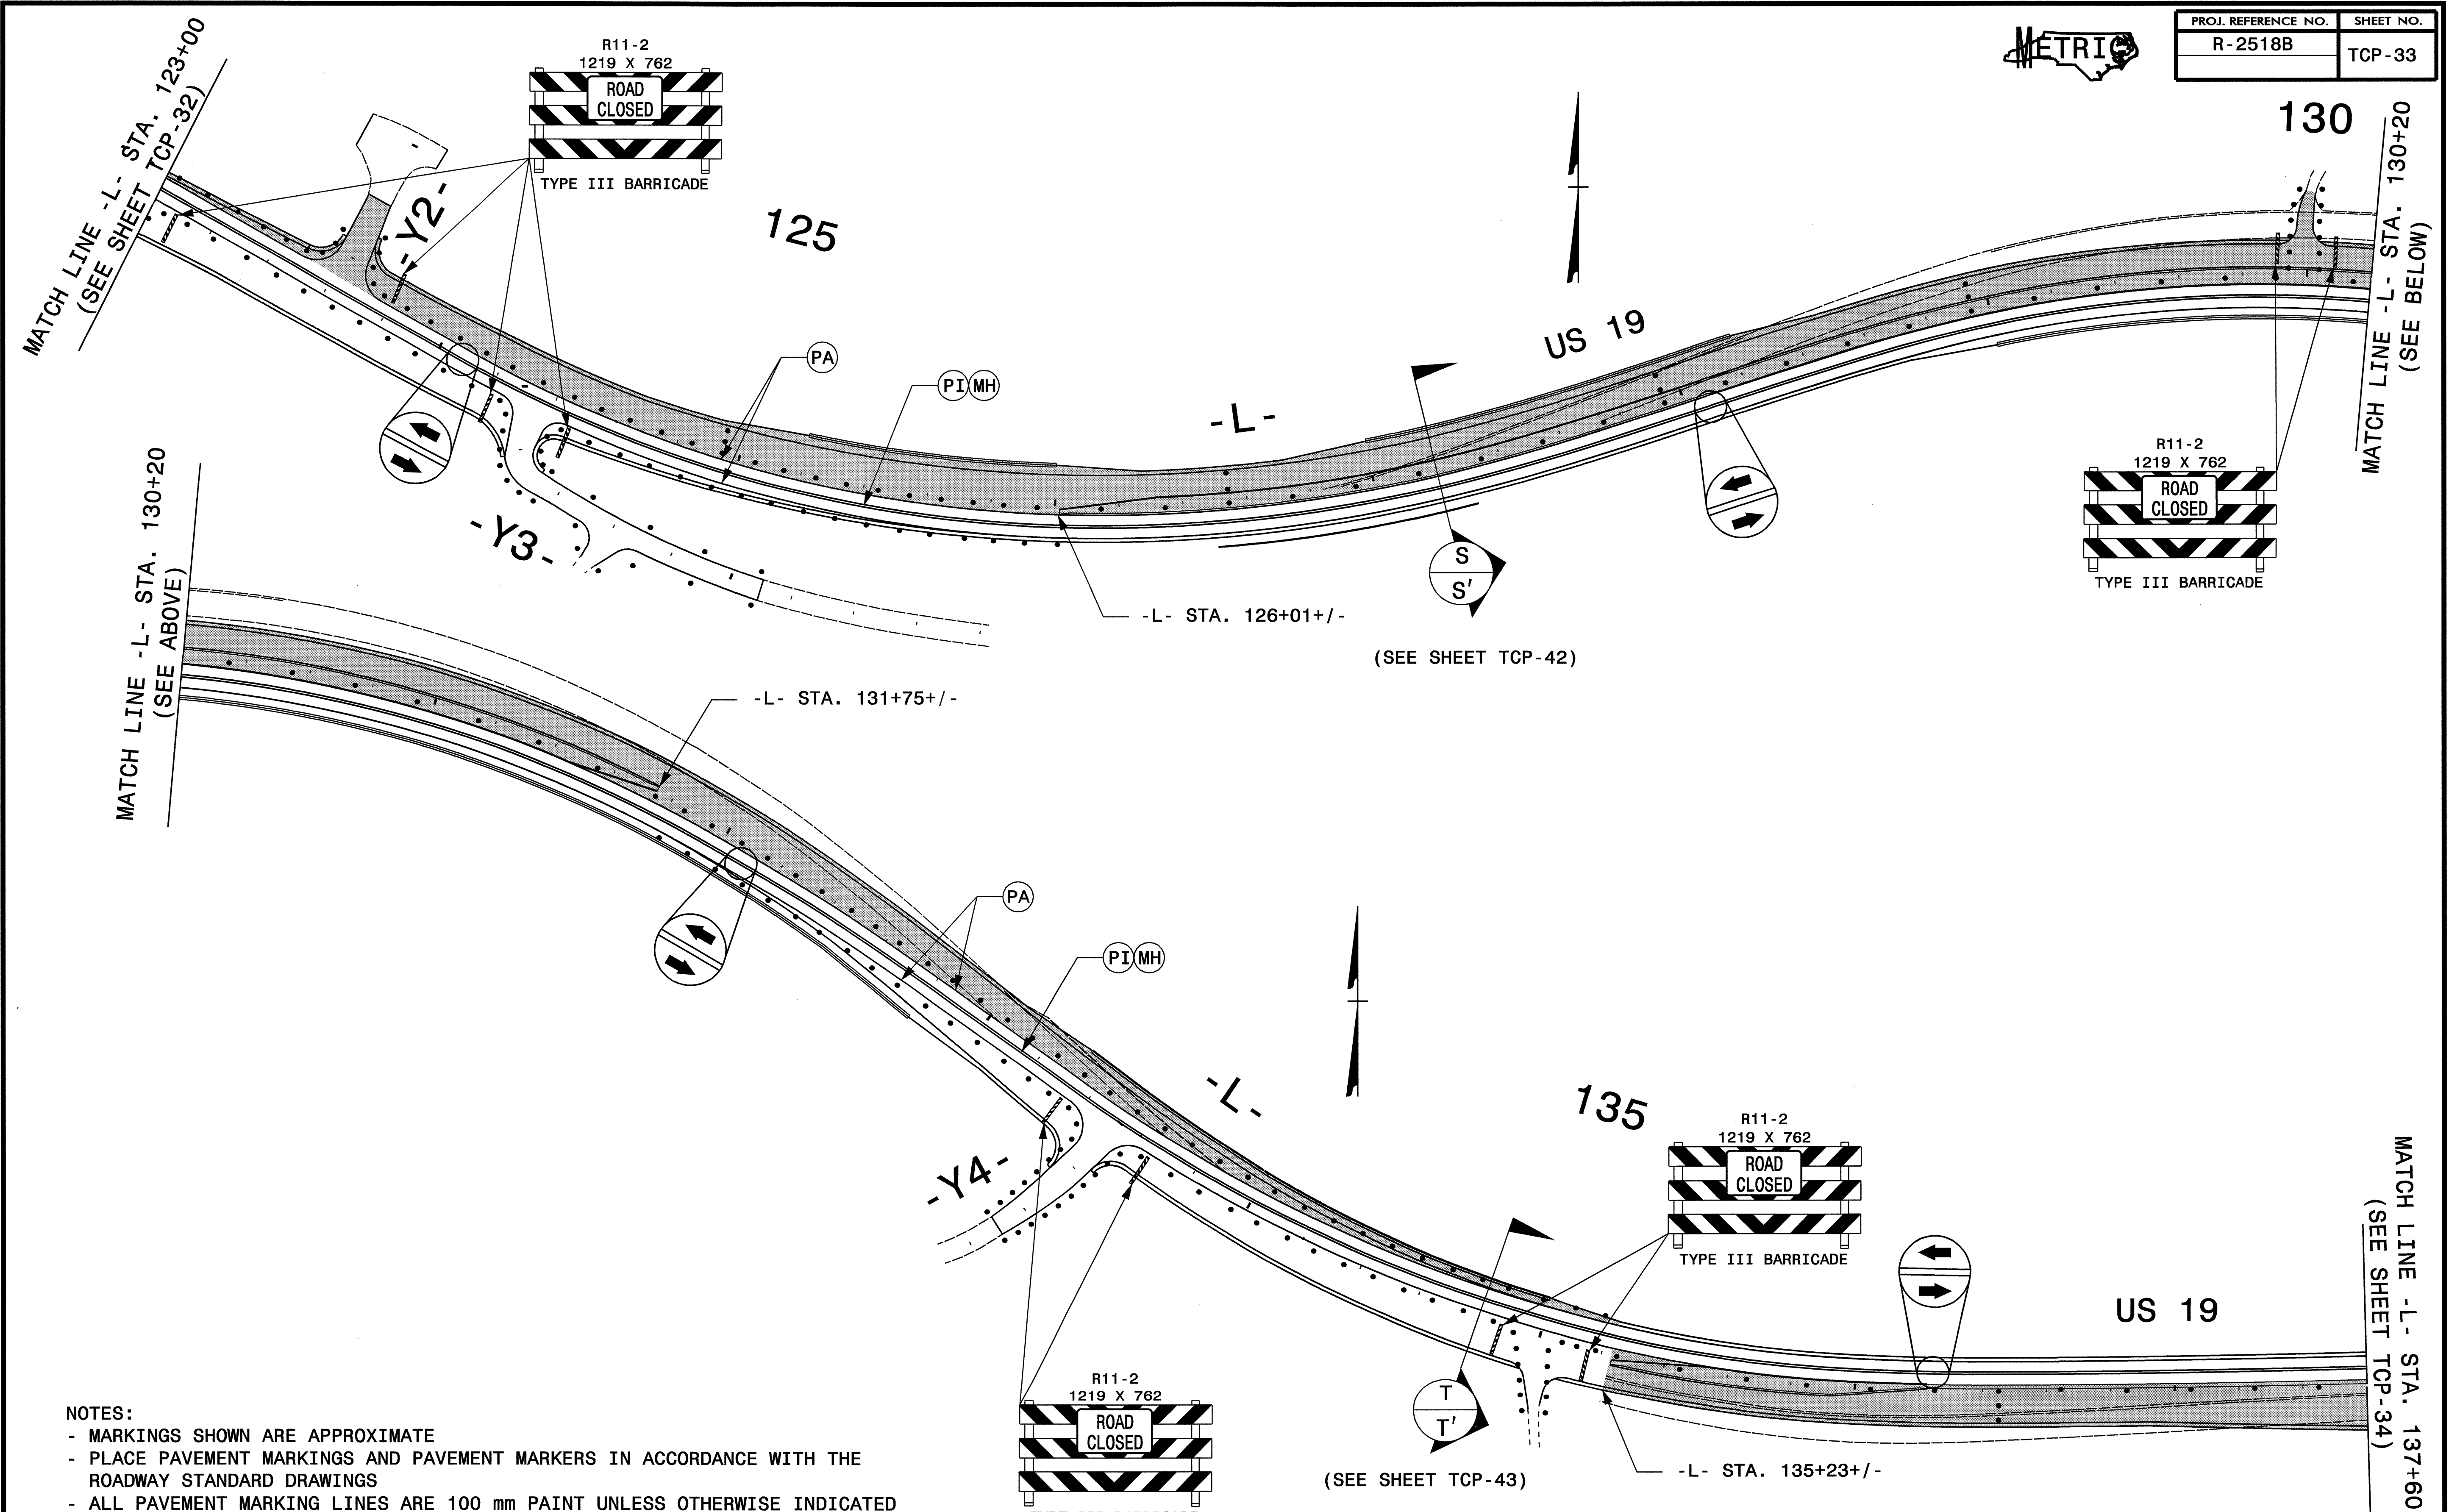 PROJ. REFERENCE NO.
SHEET NO.
R-2518B
TCP-33
METRIC
MATCH LINE -L- STA. 123+00
(SEE SHEET TCP-32)
R11-2
1219 X 762
ROAD
CLOSED
TYPE III BARRICADE
-Y2-
125
130
MATCH LINE -L- STA. 130+20
(SEE BELOW)
PA
PI MH
US 19
-L-
-Y3-
S
S'
-L- STA. 126+01+/-
(SEE SHEET TCP-42)
R11-2
1219 X 762
ROAD
CLOSED
TYPE III BARRICADE
MATCH LINE -L- STA. 130+20
(SEE ABOVE)
-L- STA. 131+75+/-
PA
PI MH
-L-
135
-Y4-
R11-2
1219 X 762
ROAD
CLOSED
TYPE III BARRICADE
US 19
MATCH LINE -L- STA. 137+60
(SEE SHEET TCP-34)
T
T'
(SEE SHEET TCP-43)
-L- STA. 135+23+/-
R11-2
1219 X 762
ROAD
CLOSED
NOTES:
- MARKINGS SHOWN ARE APPROXIMATE
- PLACE PAVEMENT MARKINGS AND PAVEMENT MARKERS IN ACCORDANCE WITH THE
ROADWAY STANDARD DRAWINGS
- ALL PAVEMENT MARKING LINES ARE 100 mm PAINT UNLESS OTHERWISE INDICATED